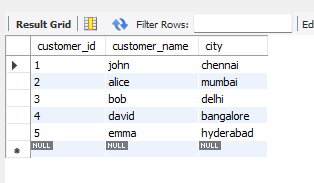 Result Grid Filter Rows: Ed
customer_id customer_name city
1 john chennai
2 alice mumbai
3 bob delhi
4 david bangalore
5 emma hyderabad
NULL NULL NULL